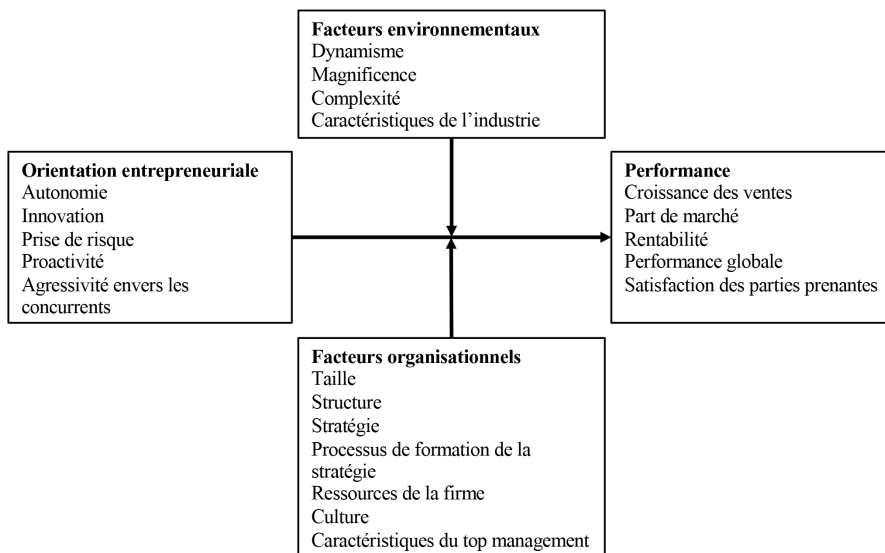 Facteurs environnementaux
Dynamisme
Magnificence
Complexité
Caractéristiques de l’industrie
Orientation entrepreneuriale
Autonomie
Innovation
Prise de risque
Proactivité
Agressivité envers les
concurrents
Performance
Croissance des ventes
Part de marché
Rentabilité
Performance globale
Satisfaction des parties prenantes
Facteurs organisationnels
Taille
Structure
Stratégie
Processus de formation de la
stratégie
Ressources de la firme
Culture
Caractéristiques du top management